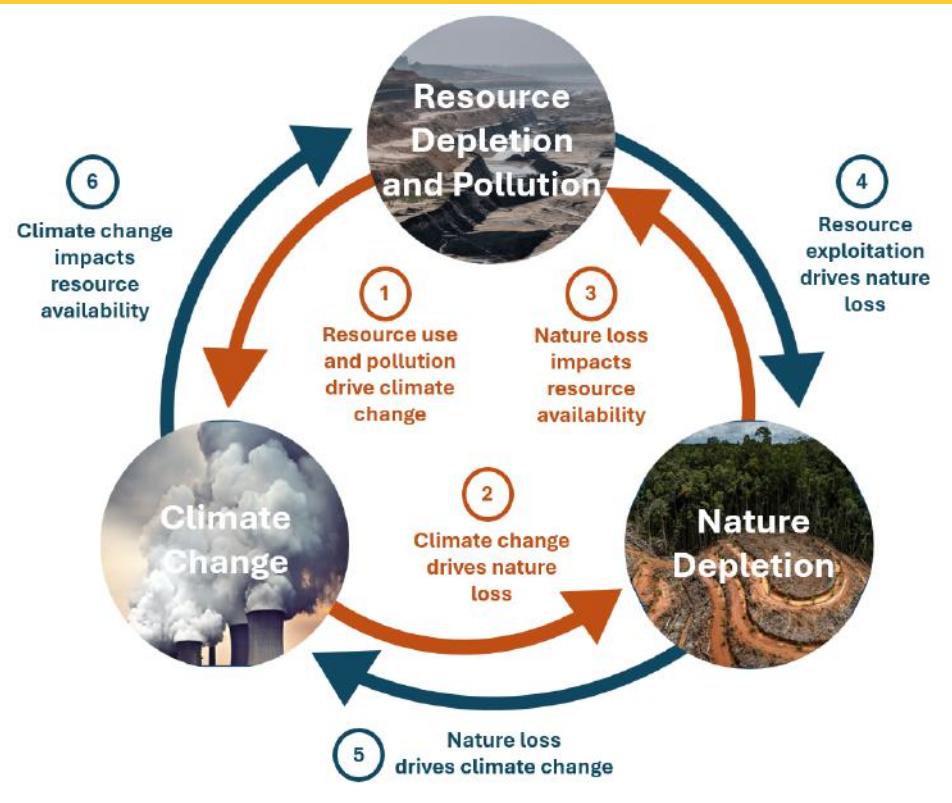 Resource
Depletion
and Pollution
6
Climate change
impacts
resource
availability
4
Resource
exploitation
drives nature
loss
1
Resource use
and pollution
drive climate
change
3
Nature loss
impacts
resource
availability
2
Climate change
drives nature
loss
Climate
Change
Nature
Depletion
5
Nature loss
drives climate change